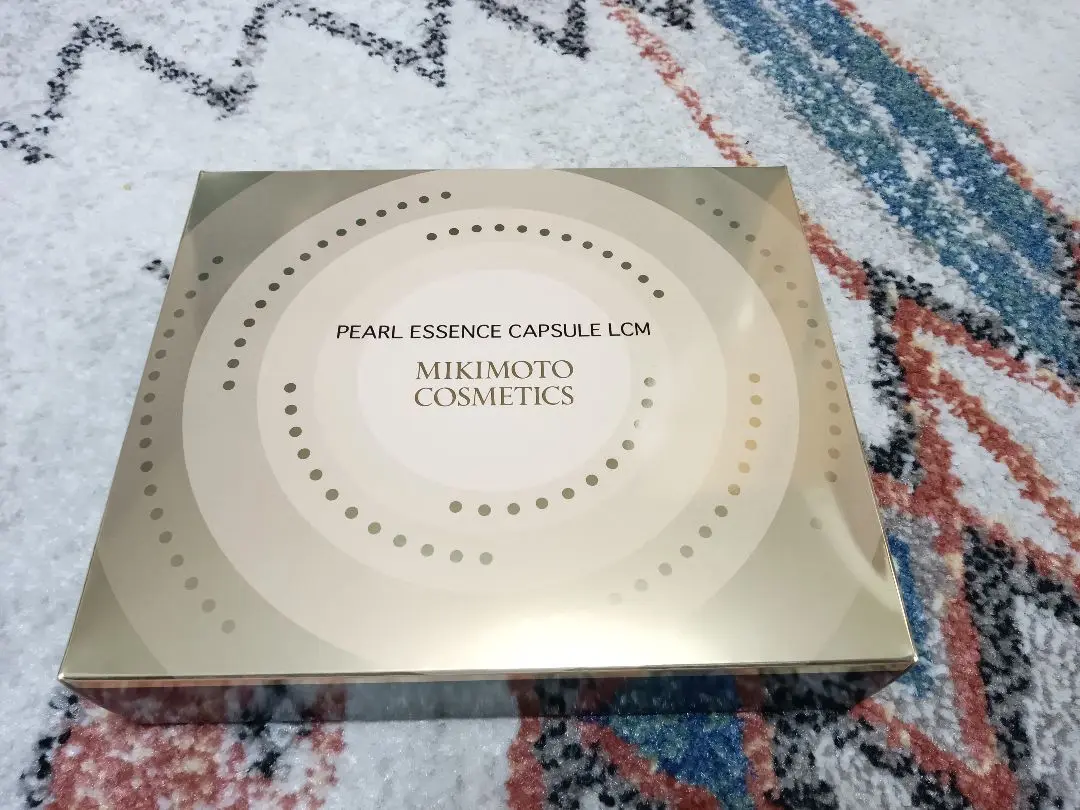 PEARL ESSENCE CAPSULE LCM
MIKIMOTO
COSMETICS